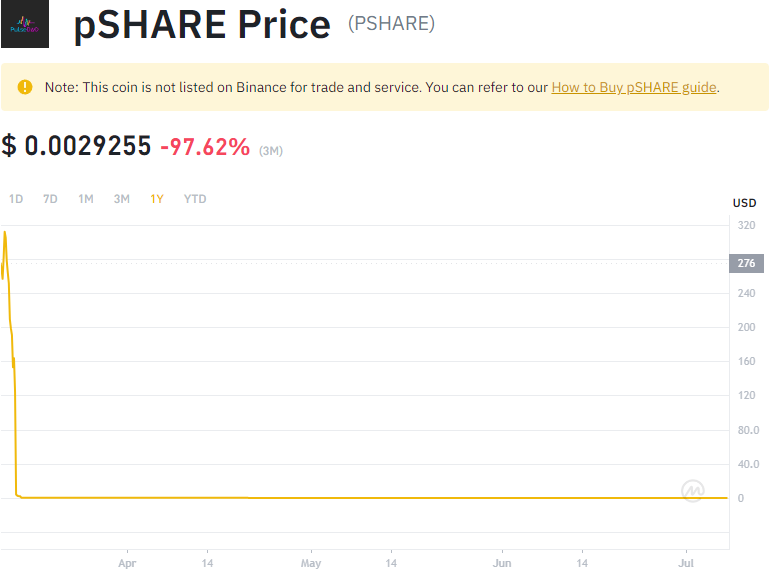 PulseDAO
pSHARE Price (PSHARE)
Note: This coin is not listed on Binance for trade and service. You can refer to our How to Buy pSHARE guide.
$ 0.0029255 -97.62% (3M)
1D 7D 1M 3M 1Y YTD
USD
320
276
240
200
160
120
80.0
40.0
0
Apr 14 May 14 Jun 14 Jul